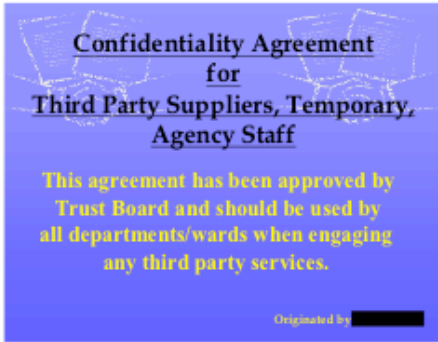 Confidentiality Agreement
for
Third Party Suppliers, Temporary,
Agency Staff
This agreement has been approved by
Trust Board and should be used by
all departments/wards when engaging
any third party services.
Originated by